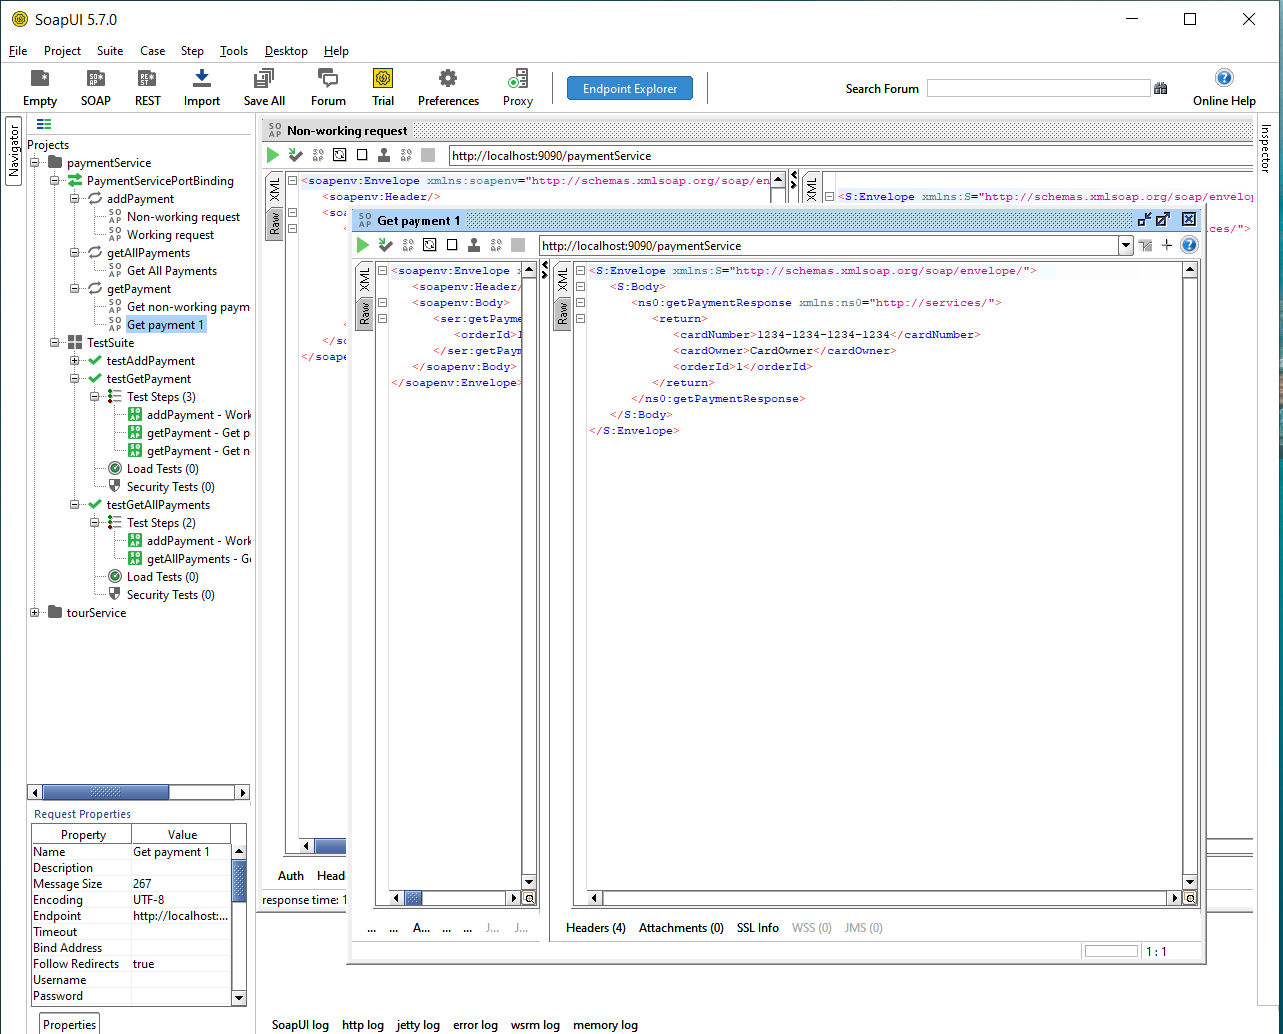 SoapUI 5.7.0
File Project Suite Case Step Tools Desktop Help
Empty SOAP REST Import Save All Forum Trial Preferences Proxy Endpoint Explorer Search Forum Online Help
Navigator
Inspector
Projects
paymentService
PaymentServicePortBinding
addPayment
Non-working request
Working request
getAllPayments
Get All Payments
getPayment
Get non-working paym
Get payment 1
TestSuite
testAddPayment
testGetPayment
Test Steps (3)
addPayment - Work
getPayment - Get p
getPayment - Get n
Load Tests (0)
Security Tests (0)
testGetAllPayments
Test Steps (2)
addPayment - Work
getAllPayments - Ge
Load Tests (0)
Security Tests (0)
tourService
Request Properties
Property Value
Name Get payment 1
Description
Message Size 267
Encoding UTF-8
Endpoint http://localhost:...
Timeout
Bind Address
Follow Redirects true
Username
Password
Properties
Non-working request
http://localhost:9090/paymentService
XML
Raw
<soapenv:Envelope xmlns:soapenv="http://schemas.xmlsoap.org/soap/en
<soapenv:Header/>
<soa
</so
</soape
XML
<S:Envelope xmlns:S="http://schemas.xmlsoap.org/soap/envelop
ces/">
Auth Heade
response time: 1
Get payment 1
http://localhost:9090/paymentService
XML
Raw
<soapenv:Envelope x
<soapenv:Header/
<soapenv:Body>
<ser:getPayme
<orderId>1
</ser:getPaym
</soapenv:Body>
</soapenv:Envelope>
XML
Raw
<S:Envelope xmlns:S="http://schemas.xmlsoap.org/soap/envelope/">
<S:Body>
<ns0:getPaymentResponse xmlns:ns0="http://services/">
<return>
<cardNumber>1234-1234-1234-1234</cardNumber>
<cardOwner>CardOwner</cardOwner>
<orderId>1</orderId>
</return>
</ns0:getPaymentResponse>
</S:Body>
</S:Envelope>
... ... A... ... ... J... J...
Headers (4) Attachments (0) SSL Info WSS (0) JMS (0)
1 : 1
SoapUI log http log jetty log error log wsrm log memory log